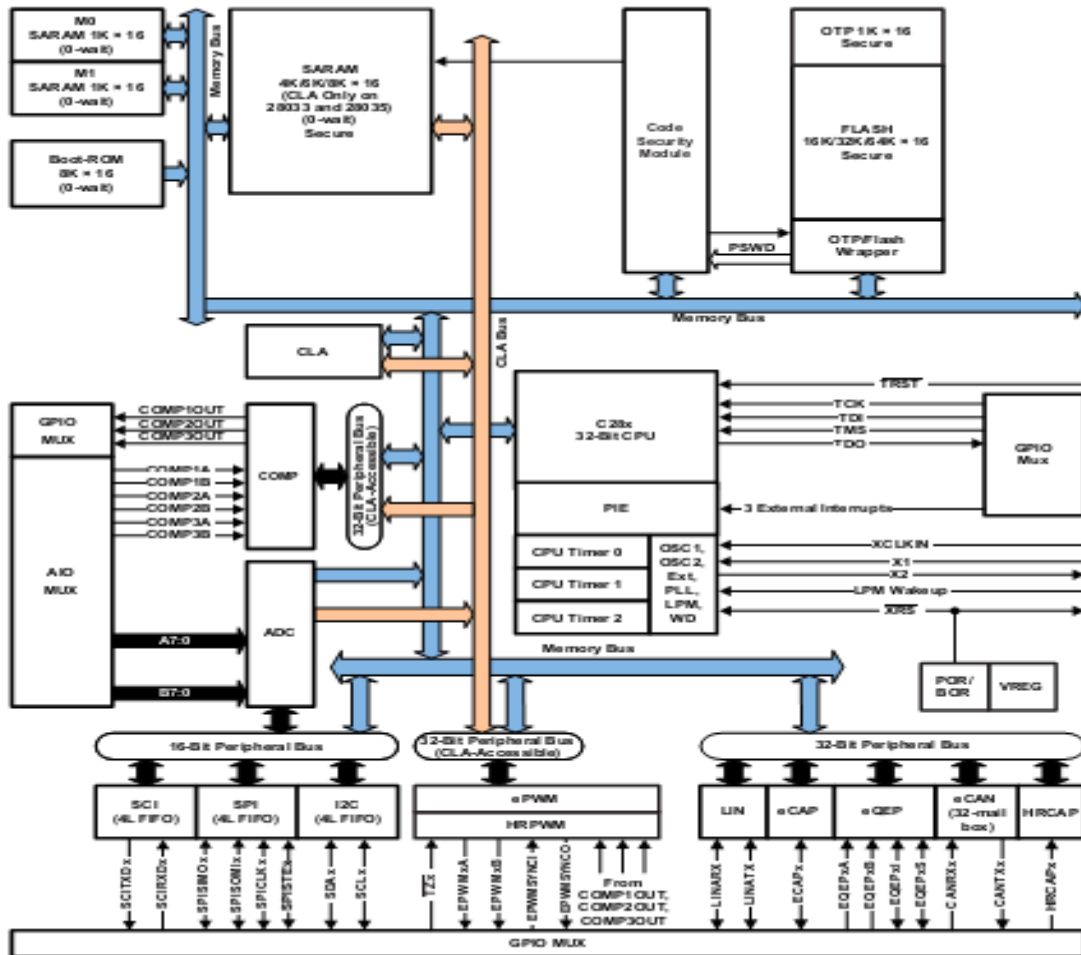 M0
SARAM 1K × 16
(0-wait)
M1
SARAM 1K × 16
(0-wait)
Boot-ROM
8K × 16
(0-wait)
Memory Bus
SARAM
4K/6K/8K × 16
(CLA Only on
28033 and 28035)
(0-wait)
Secure
Code
Security
Module
OTP 1K × 16
Secure
FLASH
16K/32K/64K × 16
Secure
OTP/Flash
Wrapper
PSWD
Memory Bus
CLA Bus
CLA
GPIO
MUX
COMP1OUT
COMP2OUT
COMP3OUT
COMP1A
COMP1B
COMP2A
COMP2B
COMP3A
COMP3B
COMP
32-Bit Peripheral Bus
(CLA-Accessible)
AIO
MUX
A7:0
B7:0
ADC
C28x
32-Bit CPU
PIE
CPU Timer 0
CPU Timer 1
CPU Timer 2
OSC1,
OSC2,
Ext,
PLL,
LPM,
WD
TRST
TCK
TDI
TMS
TDO
GPIO
Mux
3 External Interrupts
XCLKIN
X1
X2
LPM Wakeup
XRS
POR/
BOR
VREG
Memory Bus
16-Bit Peripheral Bus
32-Bit Peripheral Bus
(CLA-Accessible)
32-Bit Peripheral Bus
SCI
(4L FIFO)
SPI
(4L FIFO)
I2C
(4L FIFO)
ePWM
HRPWM
LIN
eCAP
eQEP
eCAN
(32-mail
box)
HRCAP
SCITXDx
SCIRXDx
SPISIMOx
SPISOMIx
SPICLKx
SPISTEx
SDAx
SCLx
TZx
EPWMxA
EPWMxB
EPWMSYNCI
EPWMSYNCO
From
COMP1OUT,
COMP2OUT,
COMP3OUT
LINARX
LINATX
ECAPx
EQEPxA
EQEPxB
EQEPxI
EQEPxS
CANRXx
CANTXx
HRCAPx
GPIO MUX